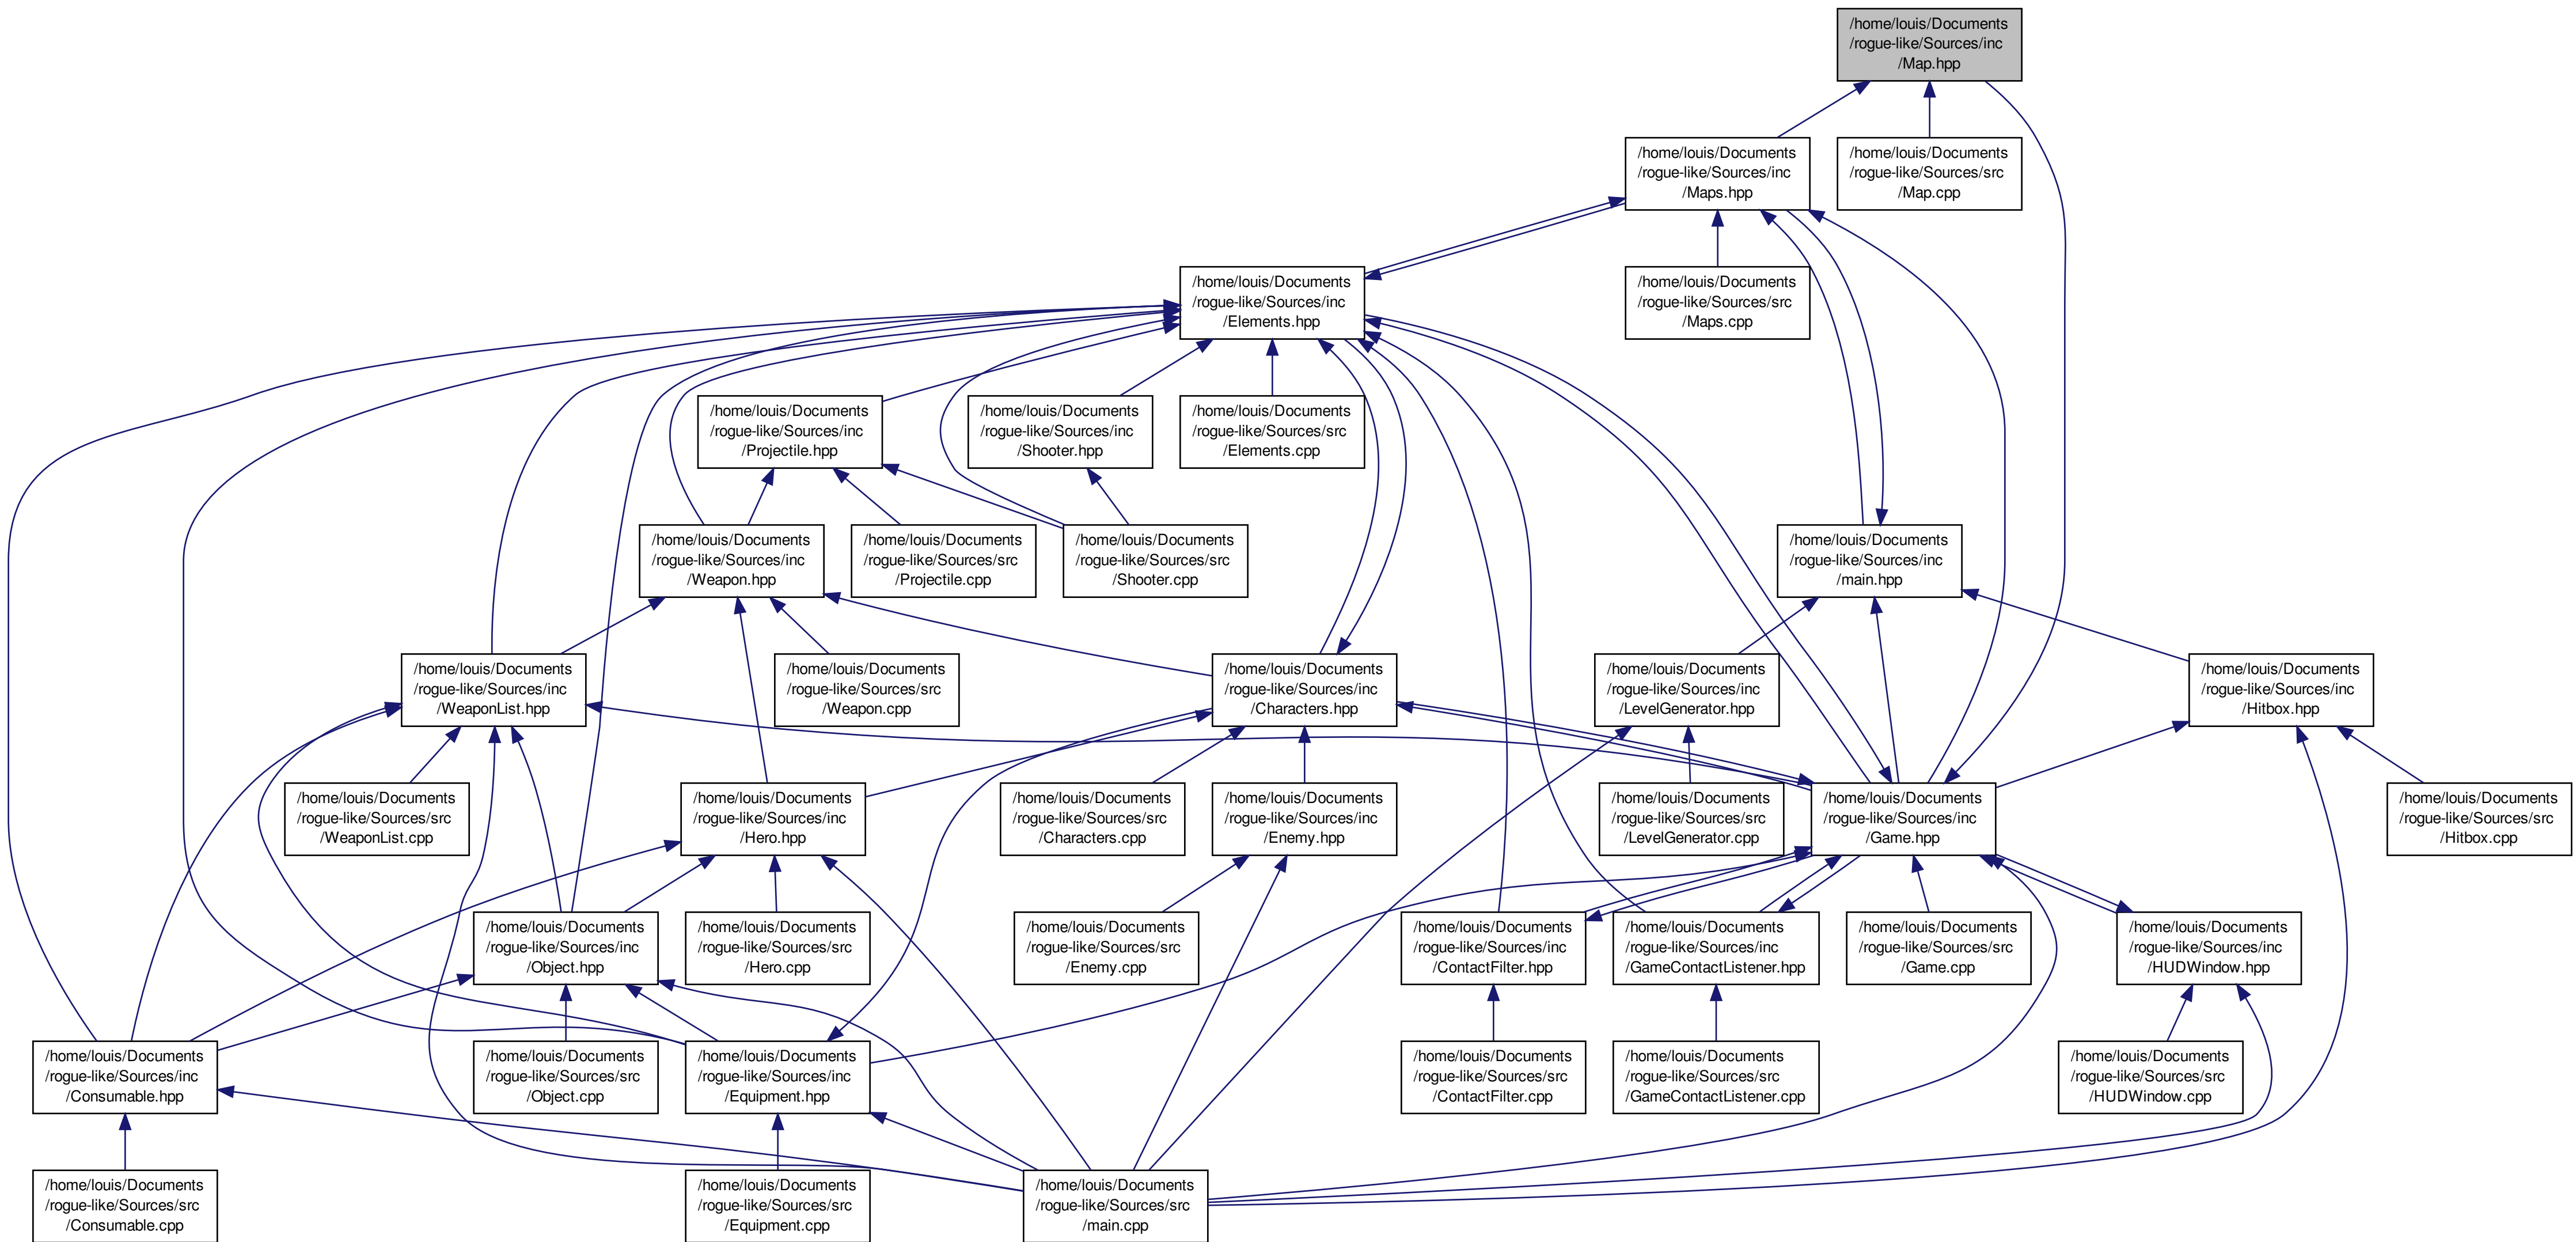 /home/louis/Documents
/rogue-like/Sources/inc
/Map.hpp
/home/louis/Documents
/rogue-like/Sources/inc
/Maps.hpp
/home/louis/Documents
/rogue-like/Sources/src
/Map.cpp
/home/louis/Documents
/rogue-like/Sources/inc
/Elements.hpp
/home/louis/Documents
/rogue-like/Sources/src
/Maps.cpp
/home/louis/Documents
/rogue-like/Sources/inc
/Projectile.hpp
/home/louis/Documents
/rogue-like/Sources/inc
/Shooter.hpp
/home/louis/Documents
/rogue-like/Sources/src
/Elements.cpp
/home/louis/Documents
/rogue-like/Sources/inc
/Weapon.hpp
/home/louis/Documents
/rogue-like/Sources/src
/Projectile.cpp
/home/louis/Documents
/rogue-like/Sources/src
/Shooter.cpp
/home/louis/Documents
/rogue-like/Sources/inc
/main.hpp
/home/louis/Documents
/rogue-like/Sources/inc
/WeaponList.hpp
/home/louis/Documents
/rogue-like/Sources/src
/Weapon.cpp
/home/louis/Documents
/rogue-like/Sources/inc
/Characters.hpp
/home/louis/Documents
/rogue-like/Sources/inc
/LevelGenerator.hpp
/home/louis/Documents
/rogue-like/Sources/inc
/Hitbox.hpp
/home/louis/Documents
/rogue-like/Sources/src
/WeaponList.cpp
/home/louis/Documents
/rogue-like/Sources/inc
/Hero.hpp
/home/louis/Documents
/rogue-like/Sources/src
/Characters.cpp
/home/louis/Documents
/rogue-like/Sources/inc
/Enemy.hpp
/home/louis/Documents
/rogue-like/Sources/src
/LevelGenerator.cpp
/home/louis/Documents
/rogue-like/Sources/inc
/Game.hpp
/home/louis/Documents
/rogue-like/Sources/src
/Hitbox.cpp
/home/louis/Documents
/rogue-like/Sources/inc
/Object.hpp
/home/louis/Documents
/rogue-like/Sources/src
/Hero.cpp
/home/louis/Documents
/rogue-like/Sources/src
/Enemy.cpp
/home/louis/Documents
/rogue-like/Sources/inc
/ContactFilter.hpp
/home/louis/Documents
/rogue-like/Sources/inc
/GameContactListener.hpp
/home/louis/Documents
/rogue-like/Sources/src
/Game.cpp
/home/louis/Documents
/rogue-like/Sources/inc
/HUDWindow.hpp
/home/louis/Documents
/rogue-like/Sources/inc
/Consumable.hpp
/home/louis/Documents
/rogue-like/Sources/src
/Object.cpp
/home/louis/Documents
/rogue-like/Sources/inc
/Equipment.hpp
/home/louis/Documents
/rogue-like/Sources/src
/ContactFilter.cpp
/home/louis/Documents
/rogue-like/Sources/src
/GameContactListener.cpp
/home/louis/Documents
/rogue-like/Sources/src
/HUDWindow.cpp
/home/louis/Documents
/rogue-like/Sources/src
/Consumable.cpp
/home/louis/Documents
/rogue-like/Sources/src
/Equipment.cpp
/home/louis/Documents
/rogue-like/Sources/src
/main.cpp